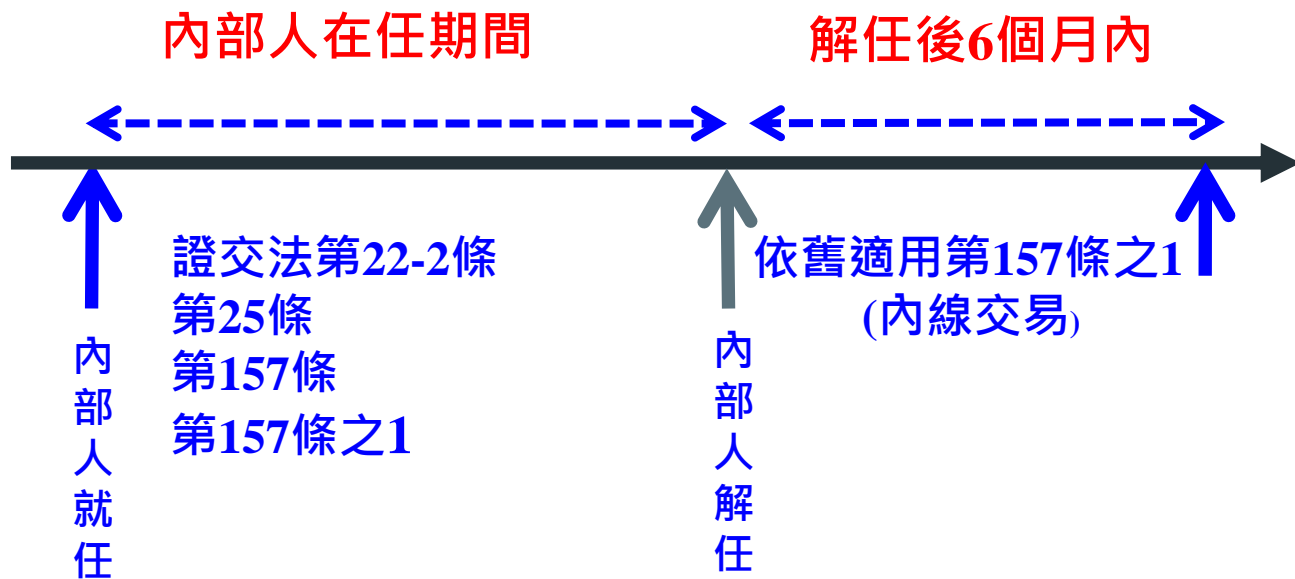 內部人在任期間
解任後6個月內
證交法第22-2條
第25條
第157條
第157條之1
依舊適用第157條之1
(內線交易)
內部人就任
內部人解任